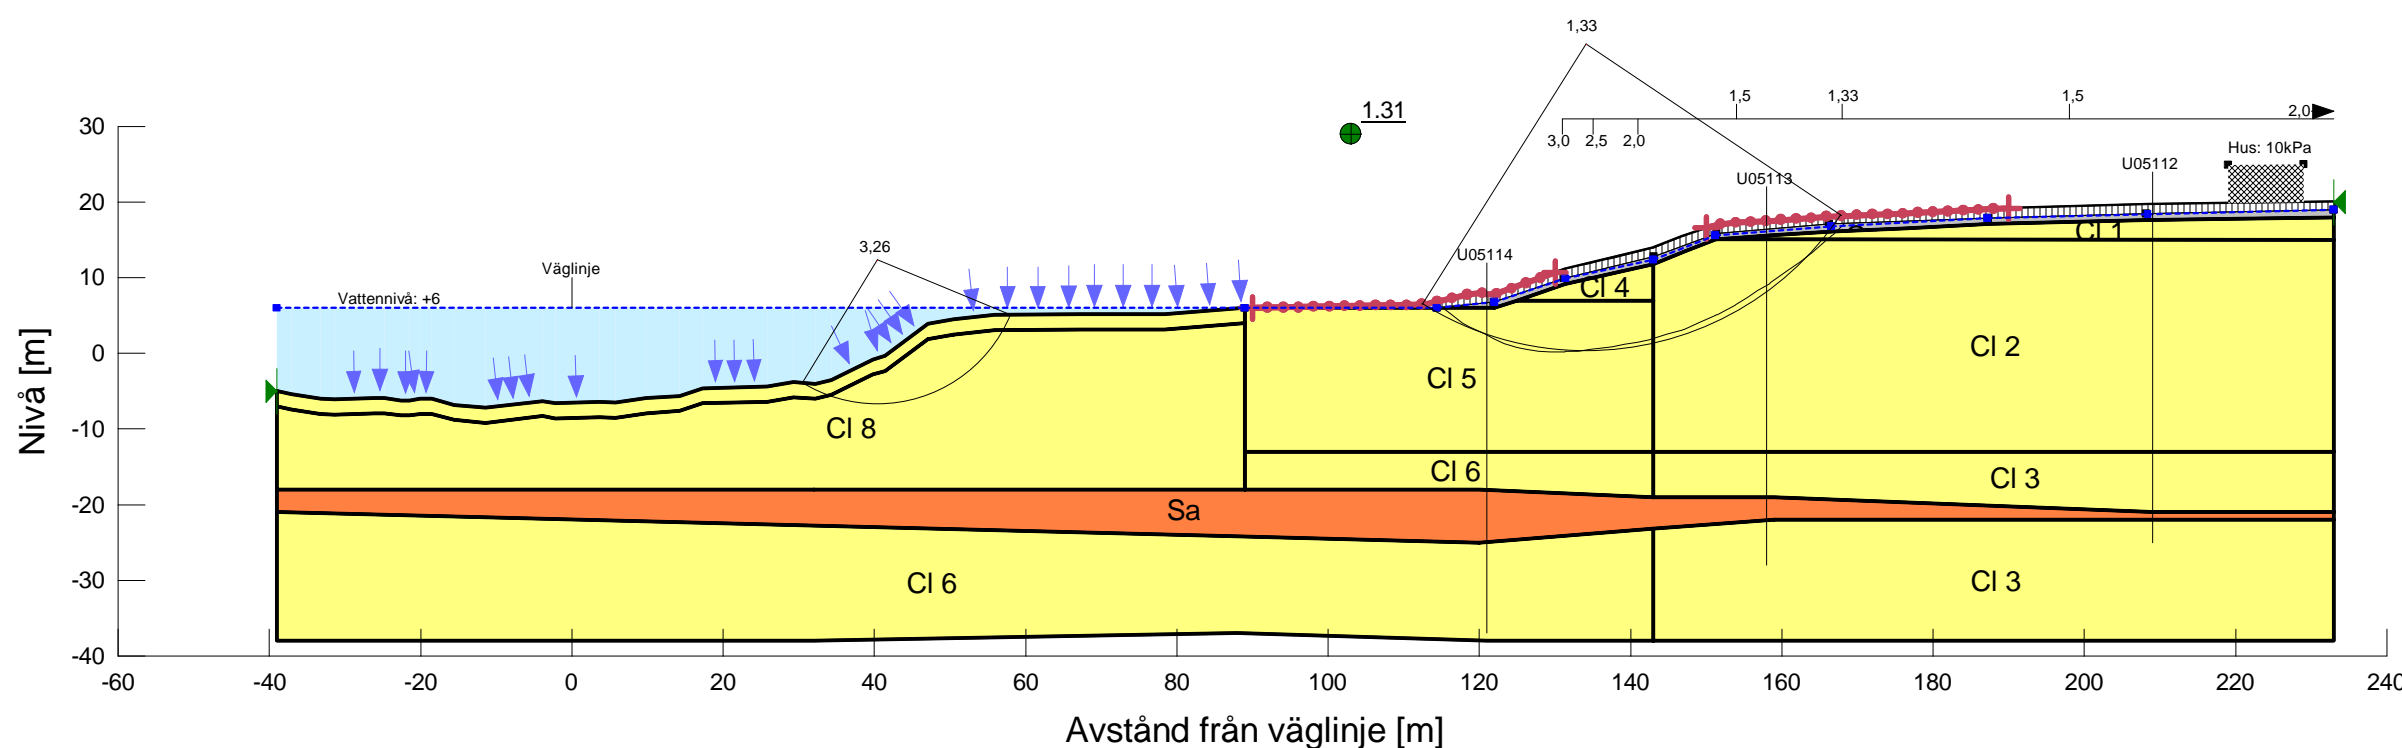 1,33
1.31
1,5
1,33
1,5
2,0
3,0
2,5
2,0
Hus: 10kPa
U05112
U05113
U05114
3,26
Väglinje
Vattennivå: +6
30
20
10
0
-10
-20
-30
-40
Nivå [m]
Cl 1
Cl 4
Cl 2
Cl 5
Cl 8
Cl 6
Cl 3
Sa
Cl 6
Cl 3
-60
-40
-20
0
20
40
60
80
100
120
140
160
180
200
220
240
Avstånd från väglinje [m]